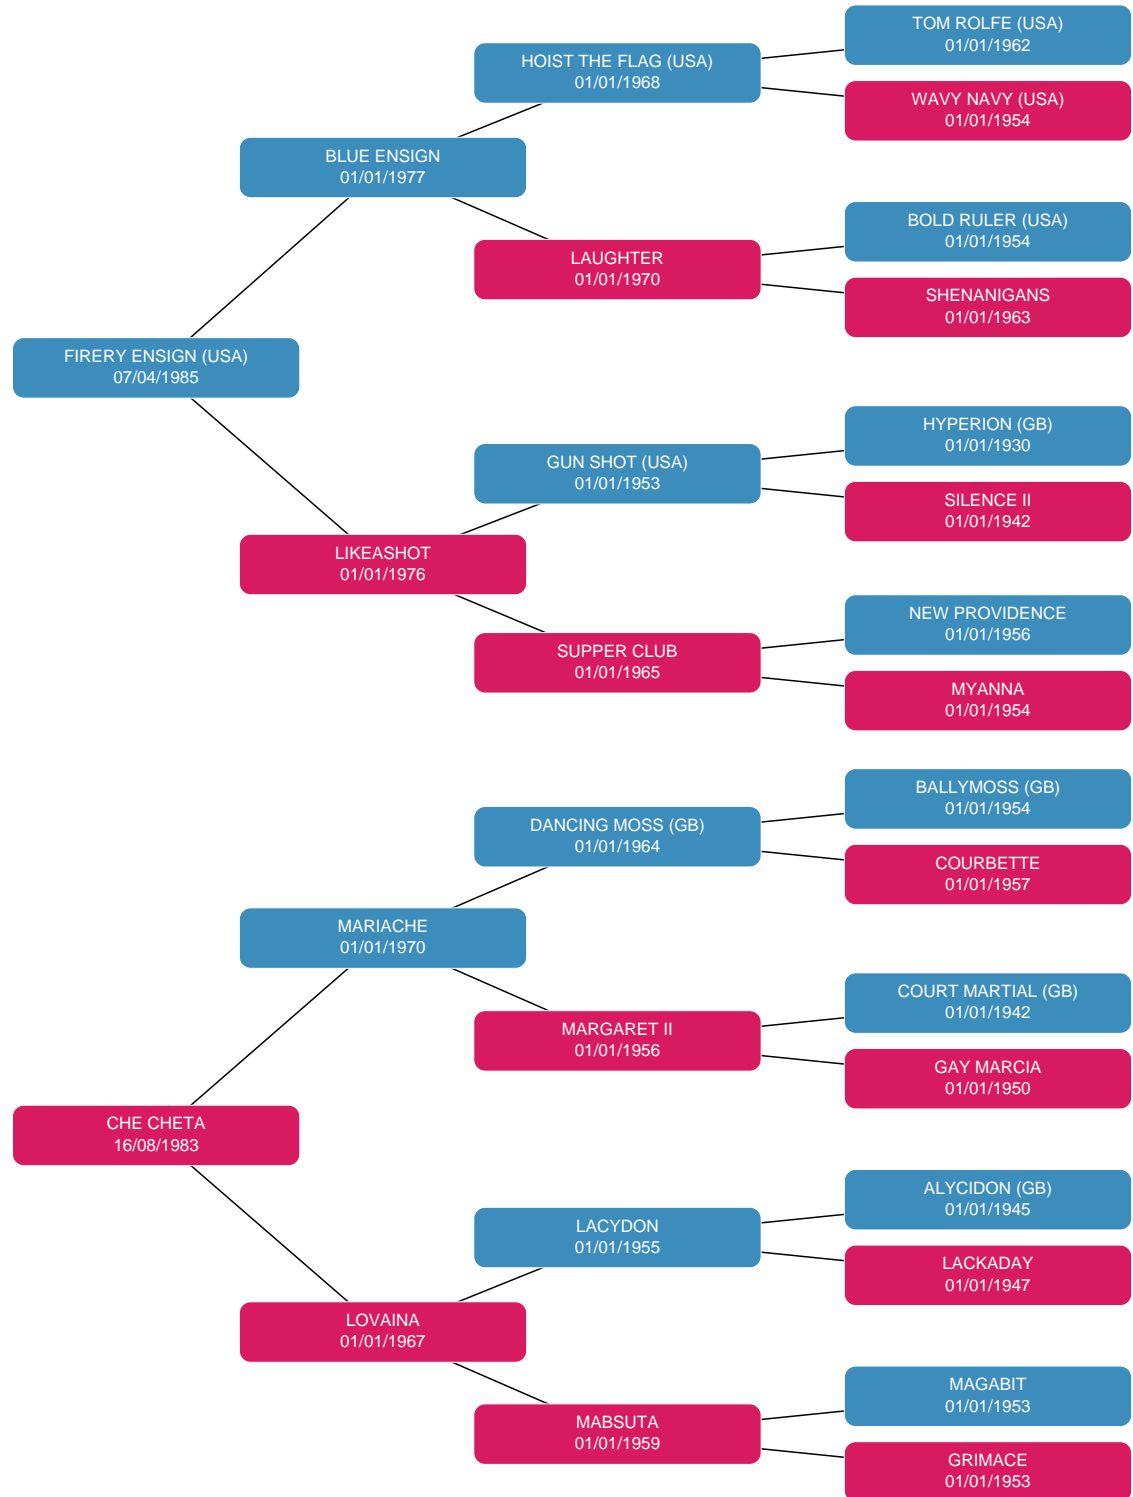 TOM ROLFE (USA)
01/01/1962
HOIST THE FLAG (USA)
01/01/1968
WAVY NAVY (USA)
01/01/1954
BLUE ENSIGN
01/01/1977
BOLD RULER (USA)
01/01/1954
LAUGHTER
01/01/1970
SHENANIGANS
01/01/1963
FIRERY ENSIGN (USA)
07/04/1985
HYPERION (GB)
01/01/1930
GUN SHOT (USA)
01/01/1953
SILENCE II
01/01/1942
LIKEASHOT
01/01/1976
NEW PROVIDENCE
01/01/1956
SUPPER CLUB
01/01/1965
MYANNA
01/01/1954
BALLYMOSS (GB)
01/01/1954
DANCING MOSS (GB)
01/01/1964
COURBETTE
01/01/1957
MARIACHE
01/01/1970
COURT MARTIAL (GB)
01/01/1942
MARGARET II
01/01/1956
GAY MARCIA
01/01/1950
CHE CHETA
16/08/1983
ALYCIDON (GB)
01/01/1945
LACYDON
01/01/1955
LACKADAY
01/01/1947
LOVAINA
01/01/1967
MAGABIT
01/01/1953
MABSUTA
01/01/1959
GRIMACE
01/01/1953